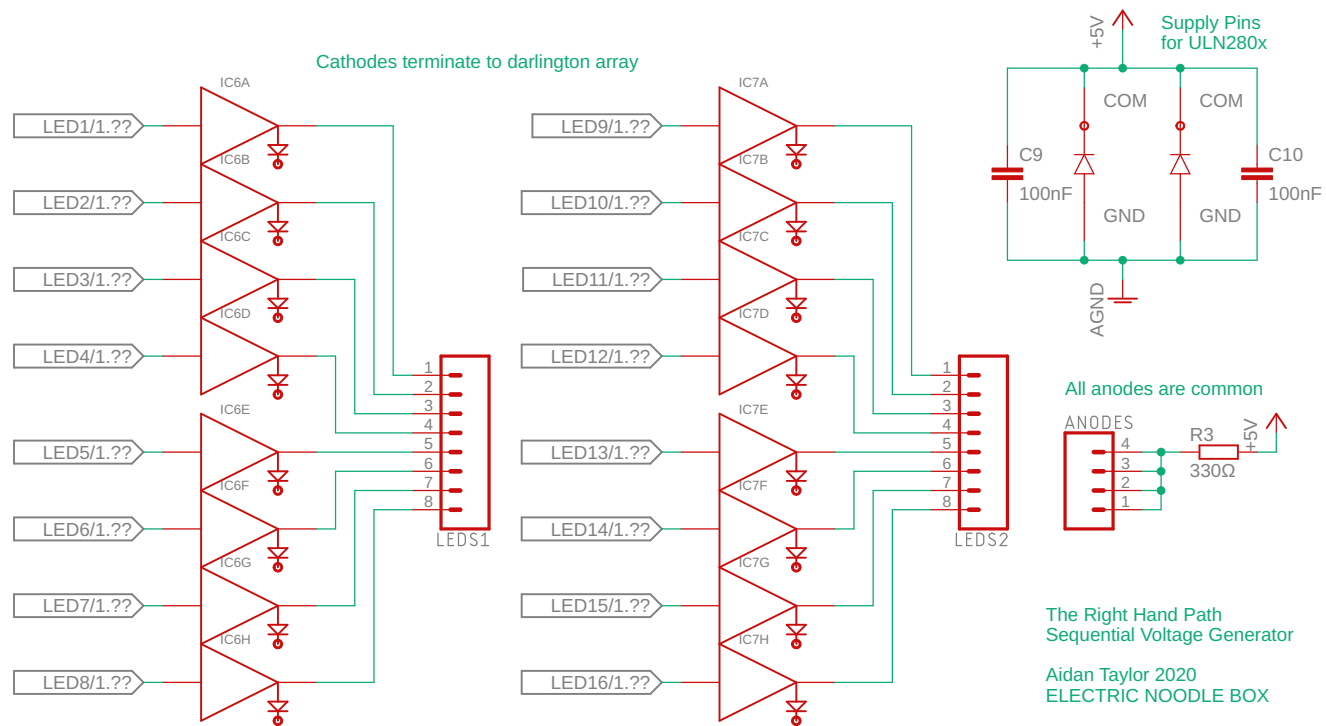 Cathodes terminate to darlington array
IC6A
LED1/1.??
IC6B
LED2/1.??
IC6C
LED3/1.??
IC6D
LED4/1.??
IC6E
LED5/1.??
IC6F
LED6/1.??
IC6G
LED7/1.??
IC6H
LED8/1.??
1
2
3
4
5
6
7
8
LEDS1
IC7A
LED9/1.??
IC7B
LED10/1.??
IC7C
LED11/1.??
IC7D
LED12/1.??
IC7E
LED13/1.??
IC7F
LED14/1.??
IC7G
LED15/1.??
IC7H
LED16/1.??
1
2
3
4
5
6
7
8
LEDS2
+5V
Supply Pins
for ULN280x
COM
COM
C9
100nF
C10
100nF
GND
GND
AGND
All anodes are common
ANODES
4
3
2
1
R3
330Ω
+5V
The Right Hand Path
Sequential Voltage Generator
Aidan Taylor 2020
ELECTRIC NOODLE BOX